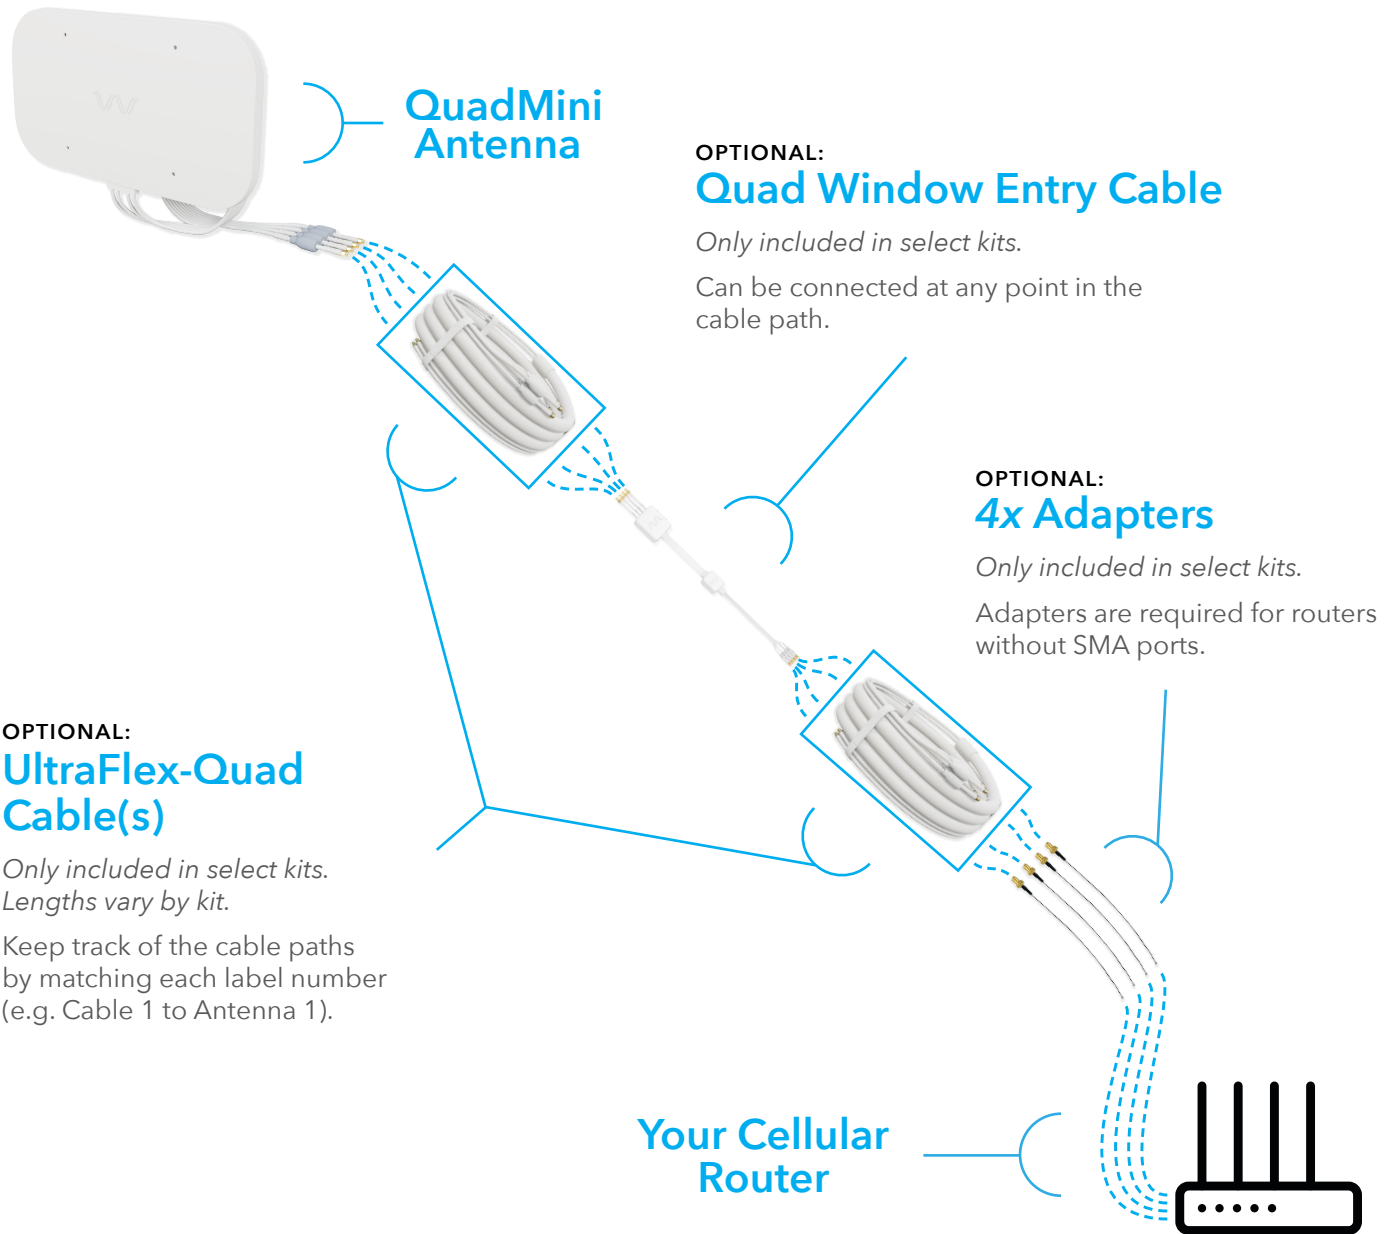 QuadMini
Antenna
OPTIONAL:
Quad Window Entry Cable
Only included in select kits.
Can be connected at any point in the
cable path.
OPTIONAL:
4x Adapters
Only included in select kits.
Adapters are required for routers
without SMA ports.
OPTIONAL:
UltraFlex-Quad
Cable(s)
Only included in select kits.
Lengths vary by kit.
Keep track of the cable paths
by matching each label number
(e.g. Cable 1 to Antenna 1).
Your Cellular
Router